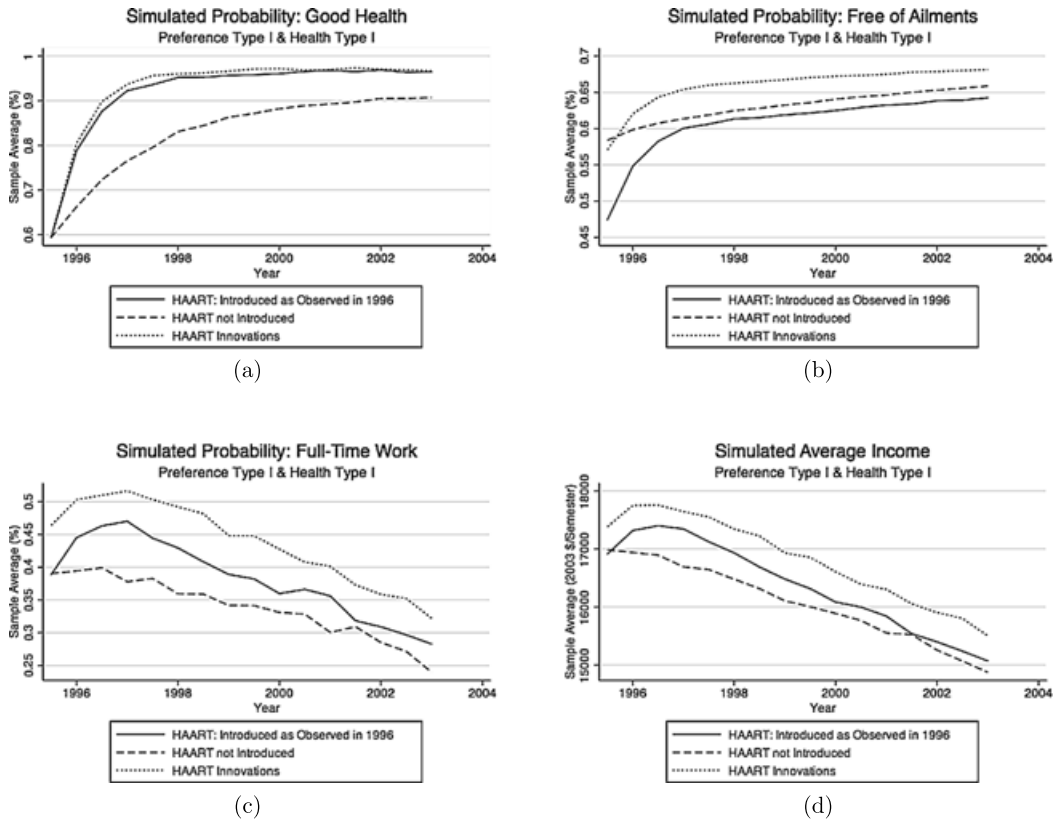 Simulated Probability: Good Health
Preference Type I & Health Type I
Sample Average (%)
1
0.9
0.8
0.7
0.6
1996 1998 2000 2002 2004
Year
HAART: Introduced as Observed in 1996
HAART not Introduced
HAART Innovations
(a)
Simulated Probability: Free of Ailments
Preference Type I & Health Type I
Sample Average (%)
0.7
0.65
0.6
0.55
0.5
0.45
1996 1998 2000 2002 2004
Year
HAART: Introduced as Observed in 1996
HAART not Introduced
HAART Innovations
(b)
Simulated Probability: Full-Time Work
Preference Type I & Health Type I
Sample Average (%)
0.5
0.45
0.4
0.35
0.3
0.25
1996 1998 2000 2002 2004
Year
HAART: Introduced as Observed in 1996
HAART not Introduced
HAART Innovations
(c)
Simulated Average Income
Preference Type I & Health Type I
Sample Average (2003 $/Semester)
18000
17000
16000
15000
1996 1998 2000 2002 2004
Year
HAART: Introduced as Observed in 1996
HAART not Introduced
HAART Innovations
(d)